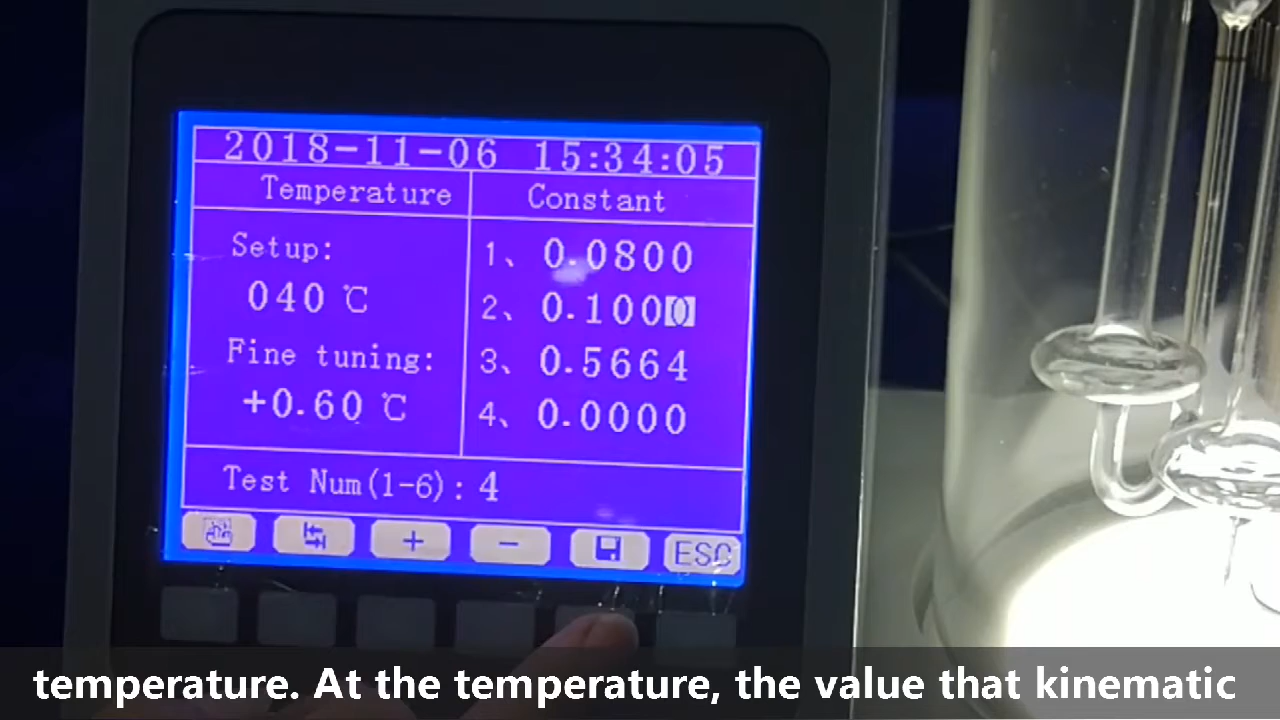 2018-11-06 15:34:05
Temperature
Constant
Setup:
040 ℃
Fine tuning:
+0.60 ℃
1、 0.0800
2、 0.1000
3、 0.5664
4、 0.0000
Test Num(1-6): 4
+
-
ESC
temperature. At the temperature, the value that kinematic